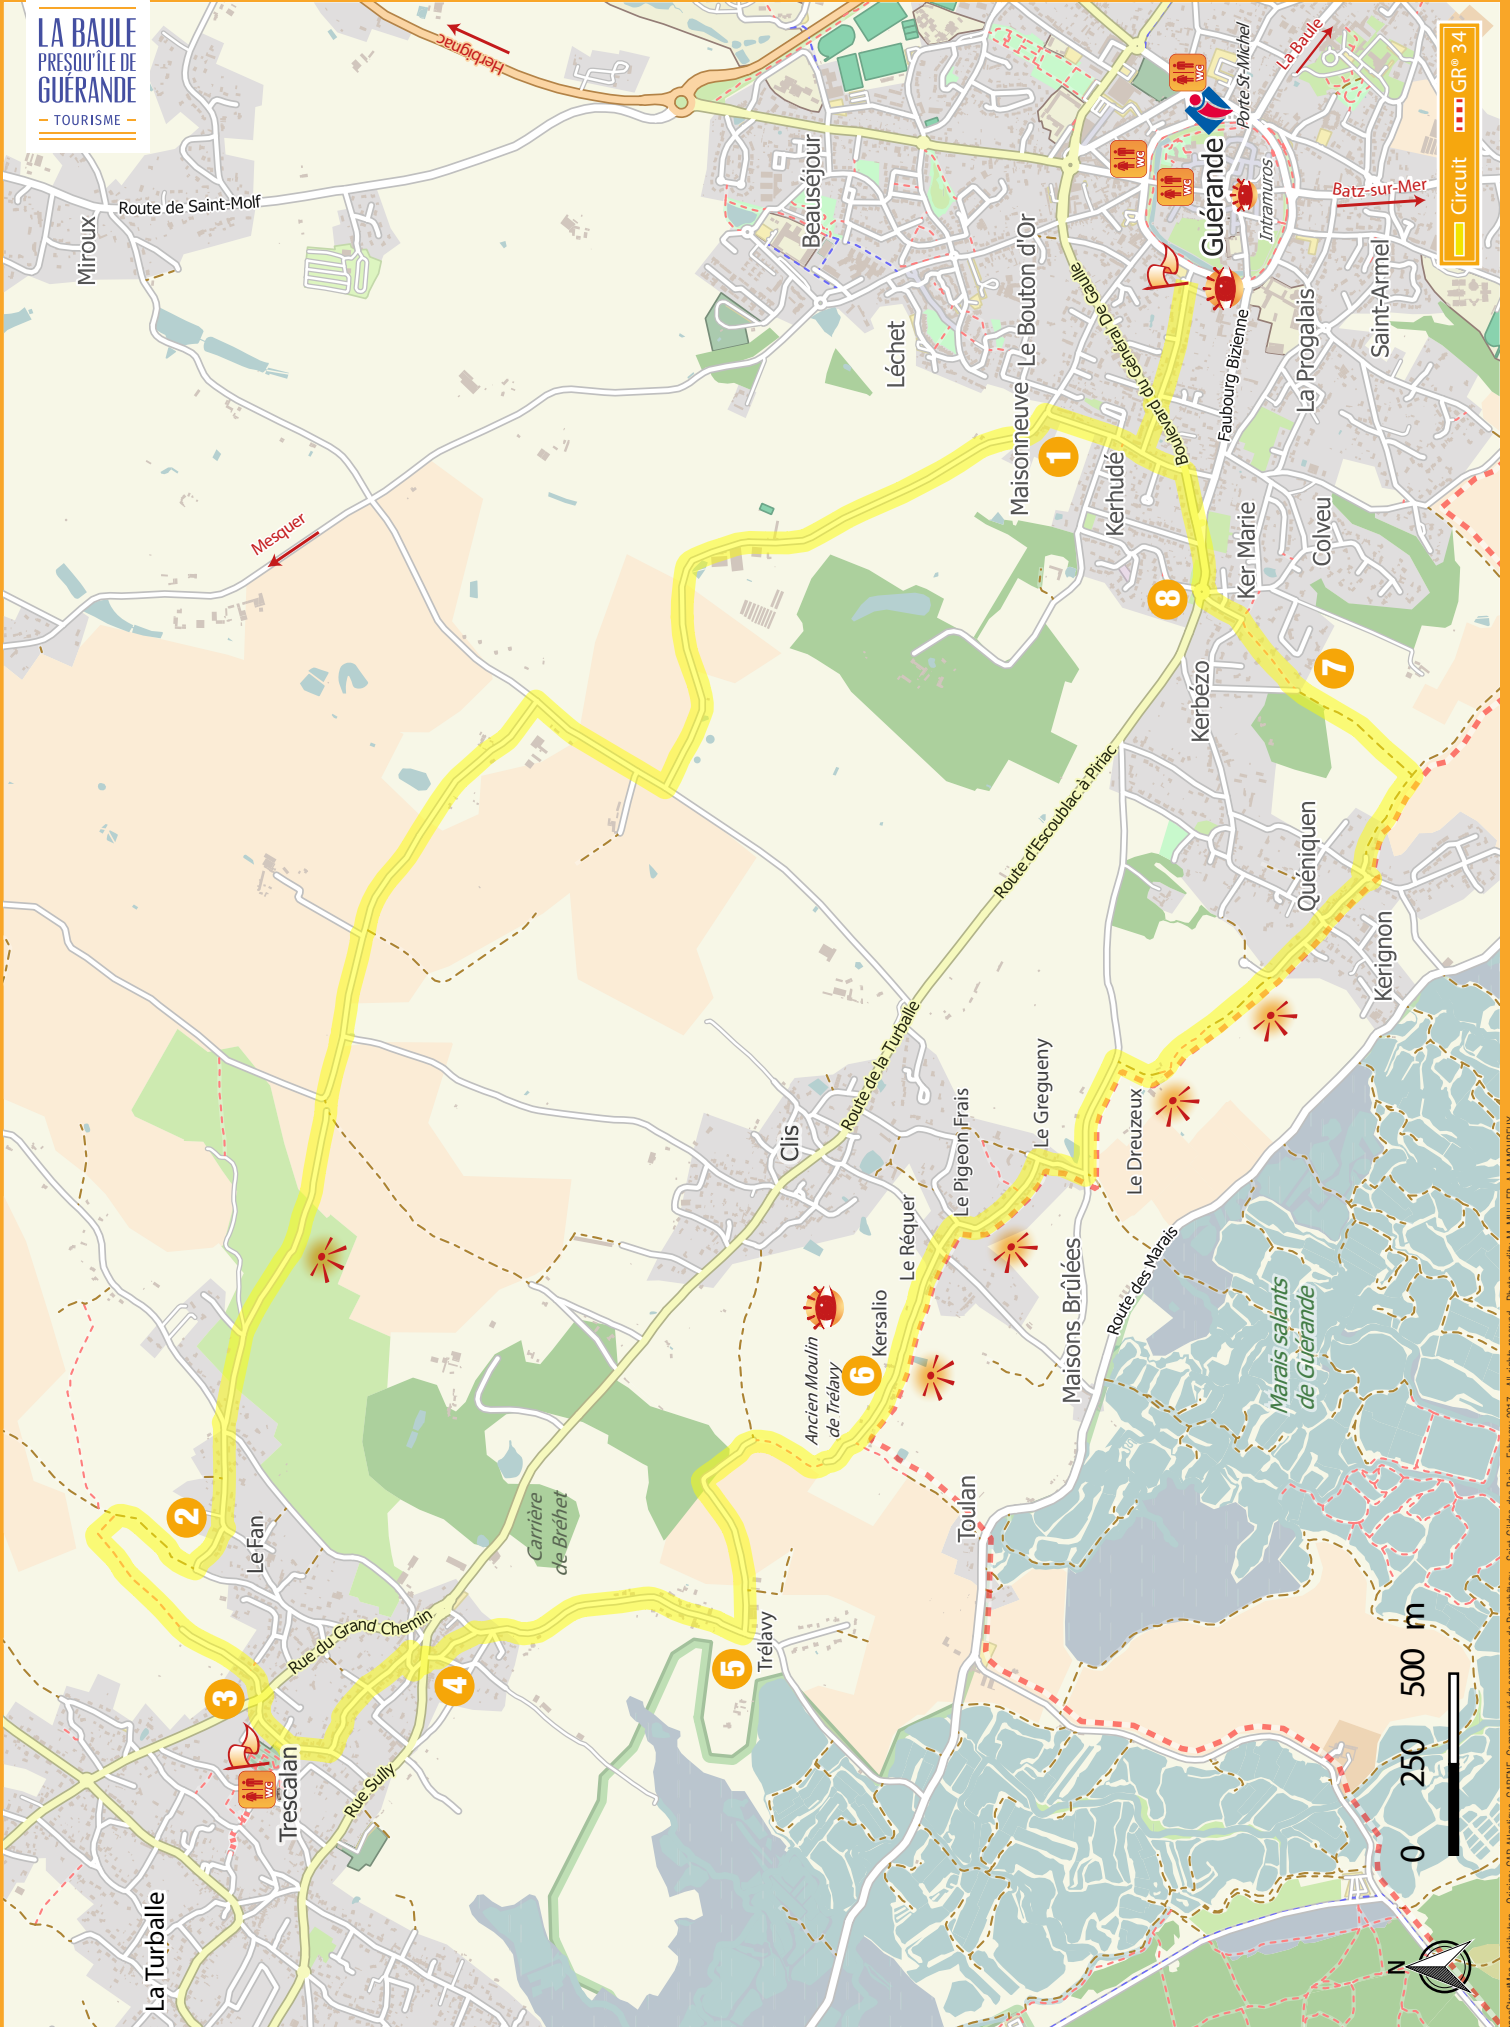 LA BAULE
PRESQU'ÎLE DE
GUÉRANDE
TOURISME
Herbignac
La Baule
Circuit
GR® 34
Porte St-Michel
WC
WC
WC
Guérande
Intramuros
Batz-sur-Mer
Miroux
Route de Saint-Molf
Beauséjour
Le Bouton d'Or
Boulevard du Général De Gaulle
Saint-Armel
La Progalais
Faubourg Bizienne
Léchet
Maisonneuve
1
Kerhudé
Mesquer
Ker Marie
Colveu
8
7
Kerbézo
Route d'Escoublac à Piriac
Quéniquen
Kerignon
Route de la Turballe
Clis
Le Pigeon Frais
Le Gregueny
Le Dreuzeux
Le Réquer
Maisons Brûlées
Route des Marais
Kersalio
Ancien Moulin
de Trélavy
6
Marais salants
de Guérande
Carrière
de Bréhet
2
Le Fan
Toulan
Rue du Grand Chemin
3
4
5
Trélavy
WC
Trescalan
Rue Sully
La Turballe
0 250 500 m
N